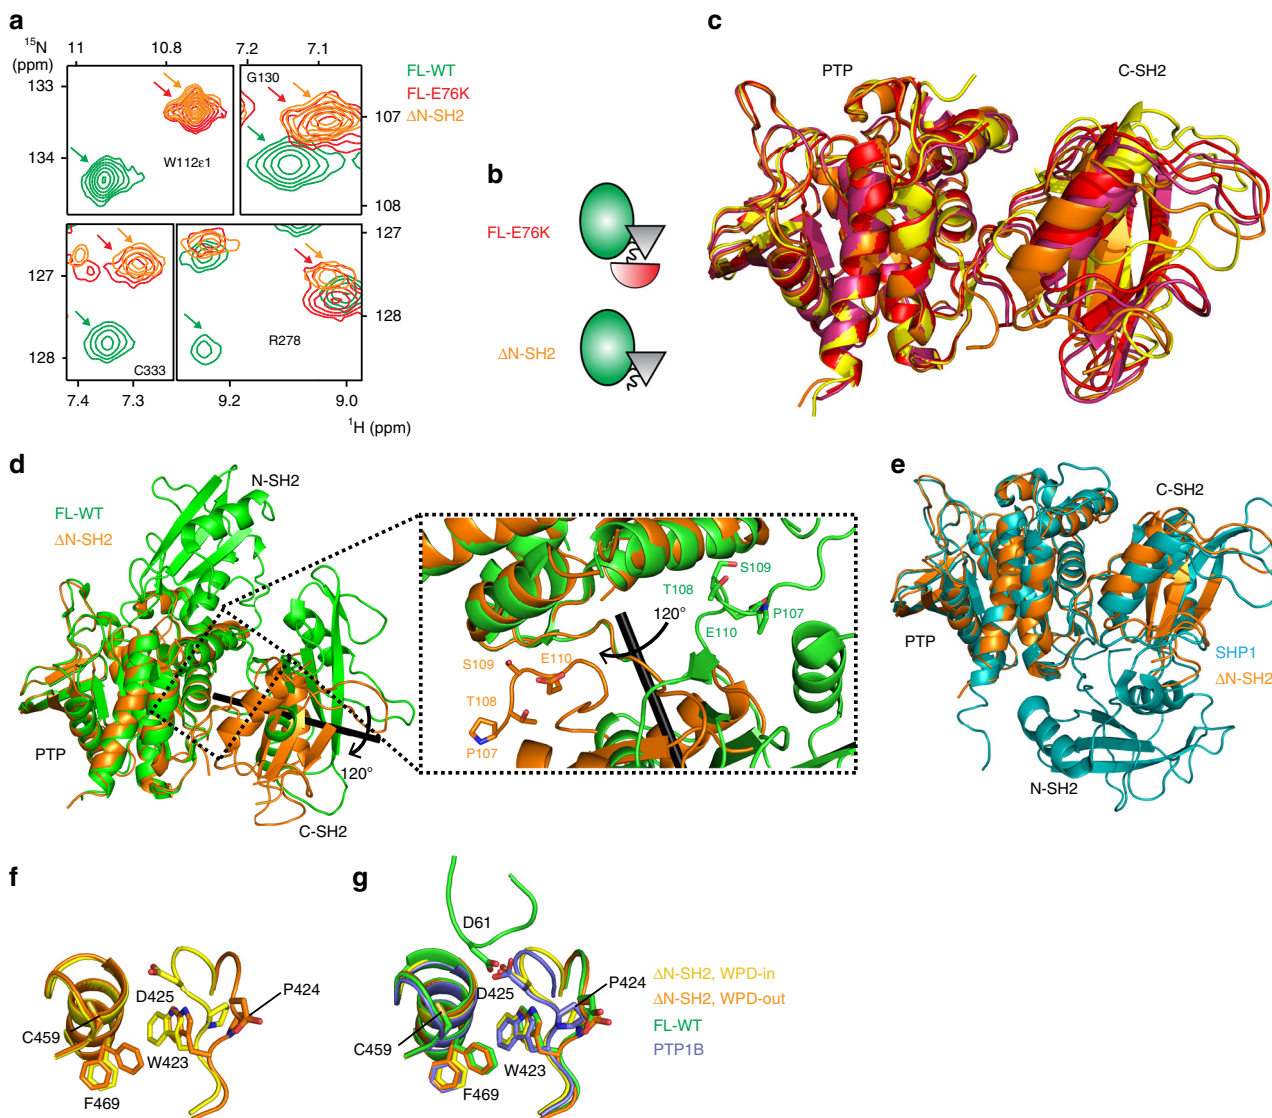 a
15N (ppm)
11 10.8 7.2 7.1
133
134
W112ε1
G130
107
108
FL-WT
FL-E76K
ΔN-SH2
127
128
C333
R278
127
128
7.4 7.3 9.2 9.0
1H (ppm)
b
FL-E76K
ΔN-SH2
c
PTP
C-SH2
d
FL-WT
ΔN-SH2
N-SH2
PTP
120°
C-SH2
S109
T108
P107
E110
120°
S109
E110
T108
P107
e
C-SH2
PTP
SHP1
ΔN-SH2
N-SH2
f
D425
P424
C459
W423
F469
g
D61
D425
P424
C459
W423
F469
ΔN-SH2, WPD-in
ΔN-SH2, WPD-out
FL-WT
PTP1B